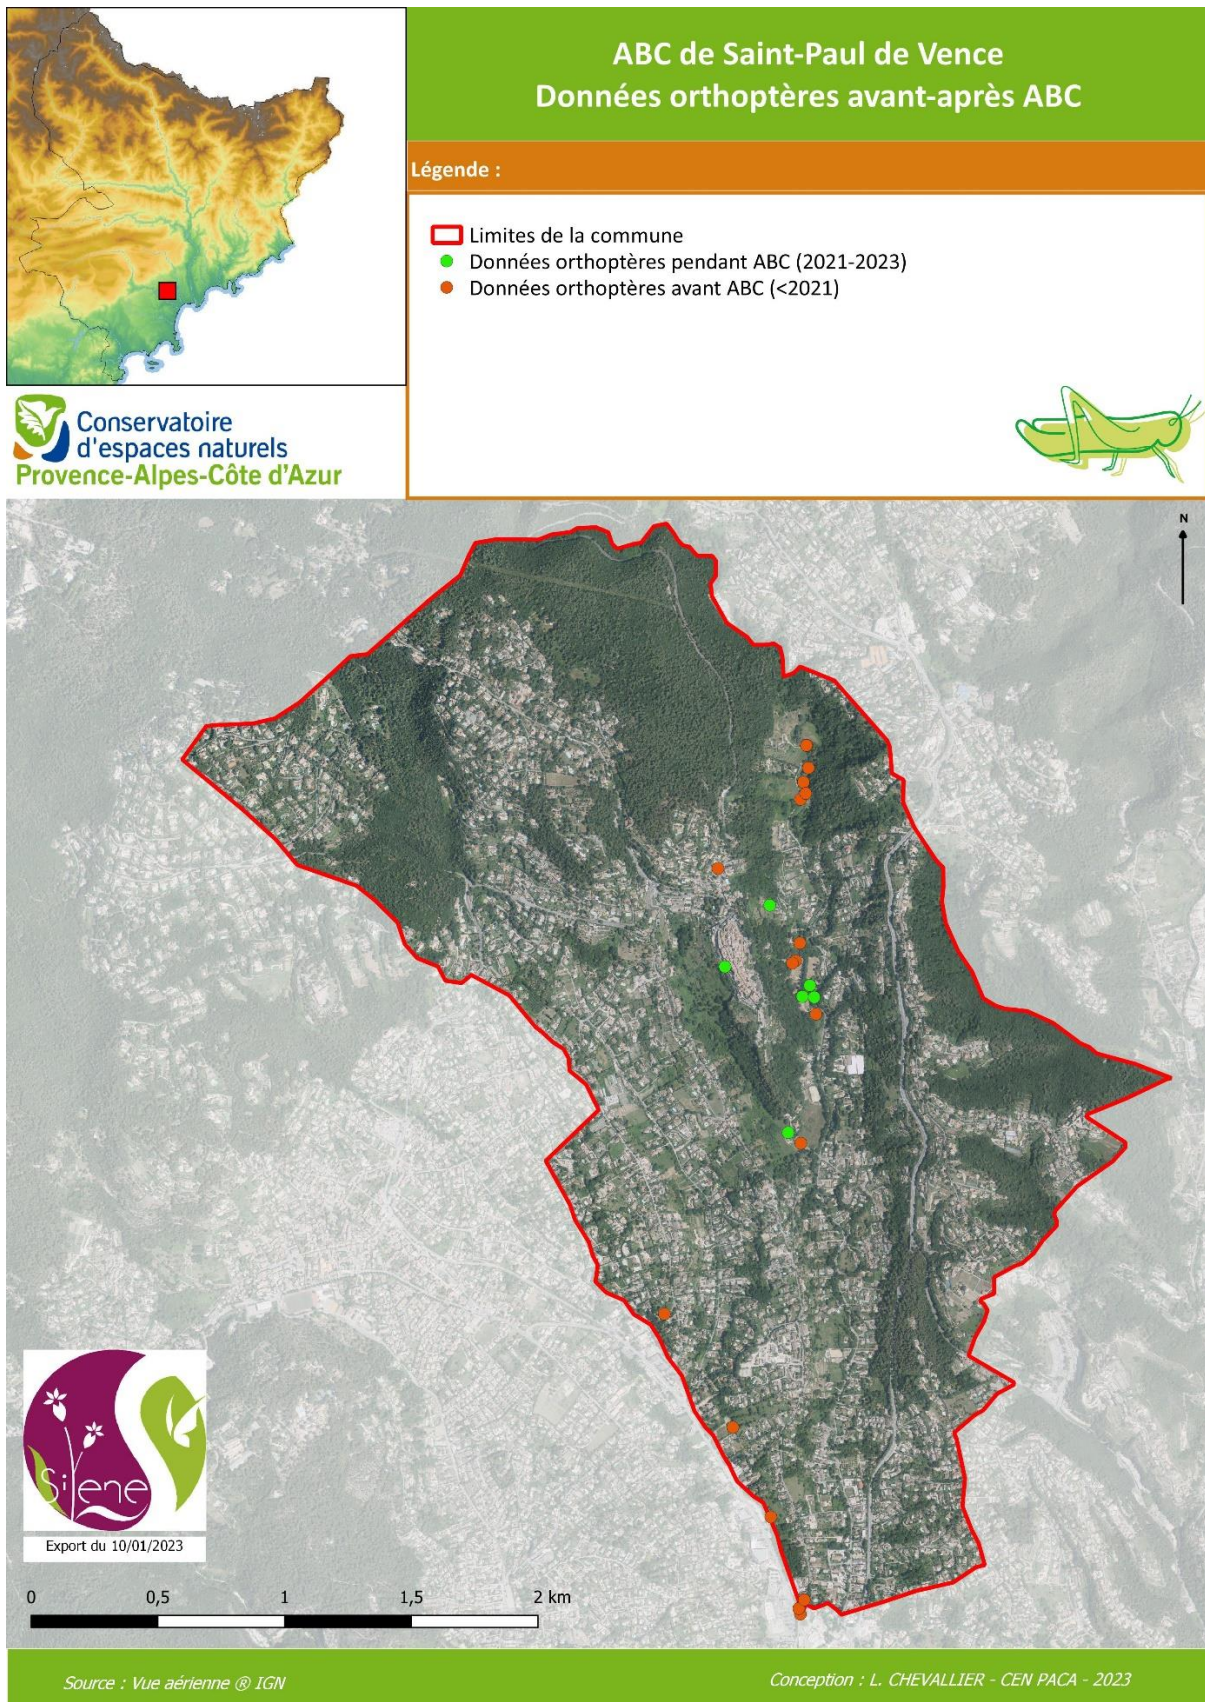 ABC de Saint-Paul de Vence
Données orthoptères avant-après ABC
Légende :
Limites de la commune
Données orthoptères pendant ABC (2021-2023)
Données orthoptères avant ABC (<2021)
Conservatoire
d'espaces naturels
Provence-Alpes-Côte d'Azur
N
Silene
Export du 10/01/2023
0 0,5 1 1,5 2 km
Source : Vue aérienne ® IGN
Conception : L. CHEVALLIER - CEN PACA - 2023